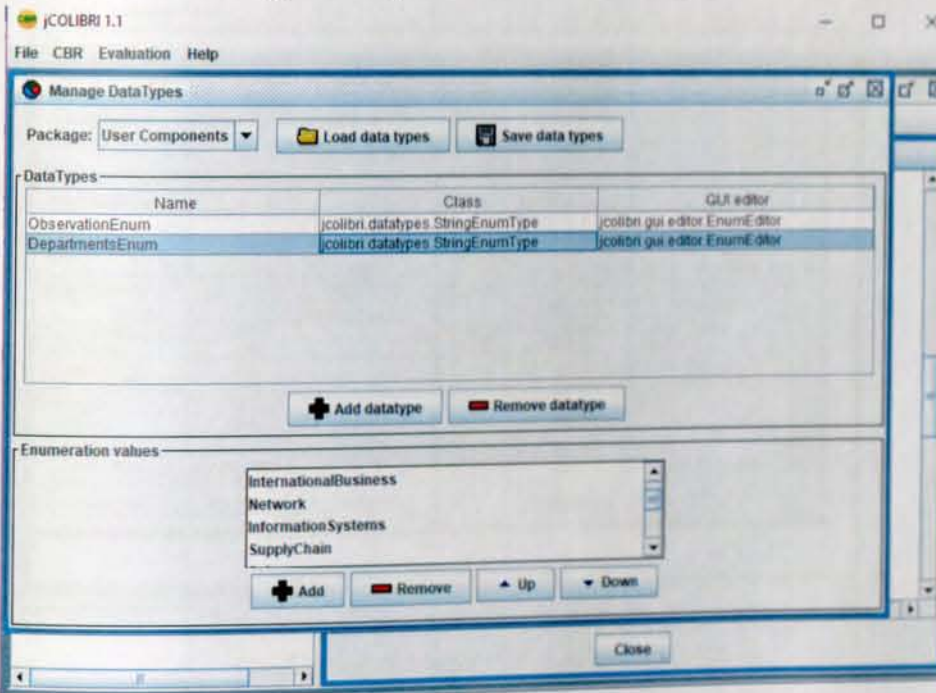 CBR jCOLIBRI 1.1
File CBR Evaluation Help
Manage DataTypes
Package: User Components Load data types Save data types
DataTypes
Name Class GUI editor
ObservationEnum jcolibri.datatypes.StringEnumType jcolibri.gui.editor.EnumEditor
DepartmentsEnum jcolibri.datatypes.StringEnumType jcolibri.gui.editor.EnumEditor
Add datatype Remove datatype
Enumeration values
InternationalBusiness
Network
InformationSystems
SupplyChain
Add Remove Up Down
Close